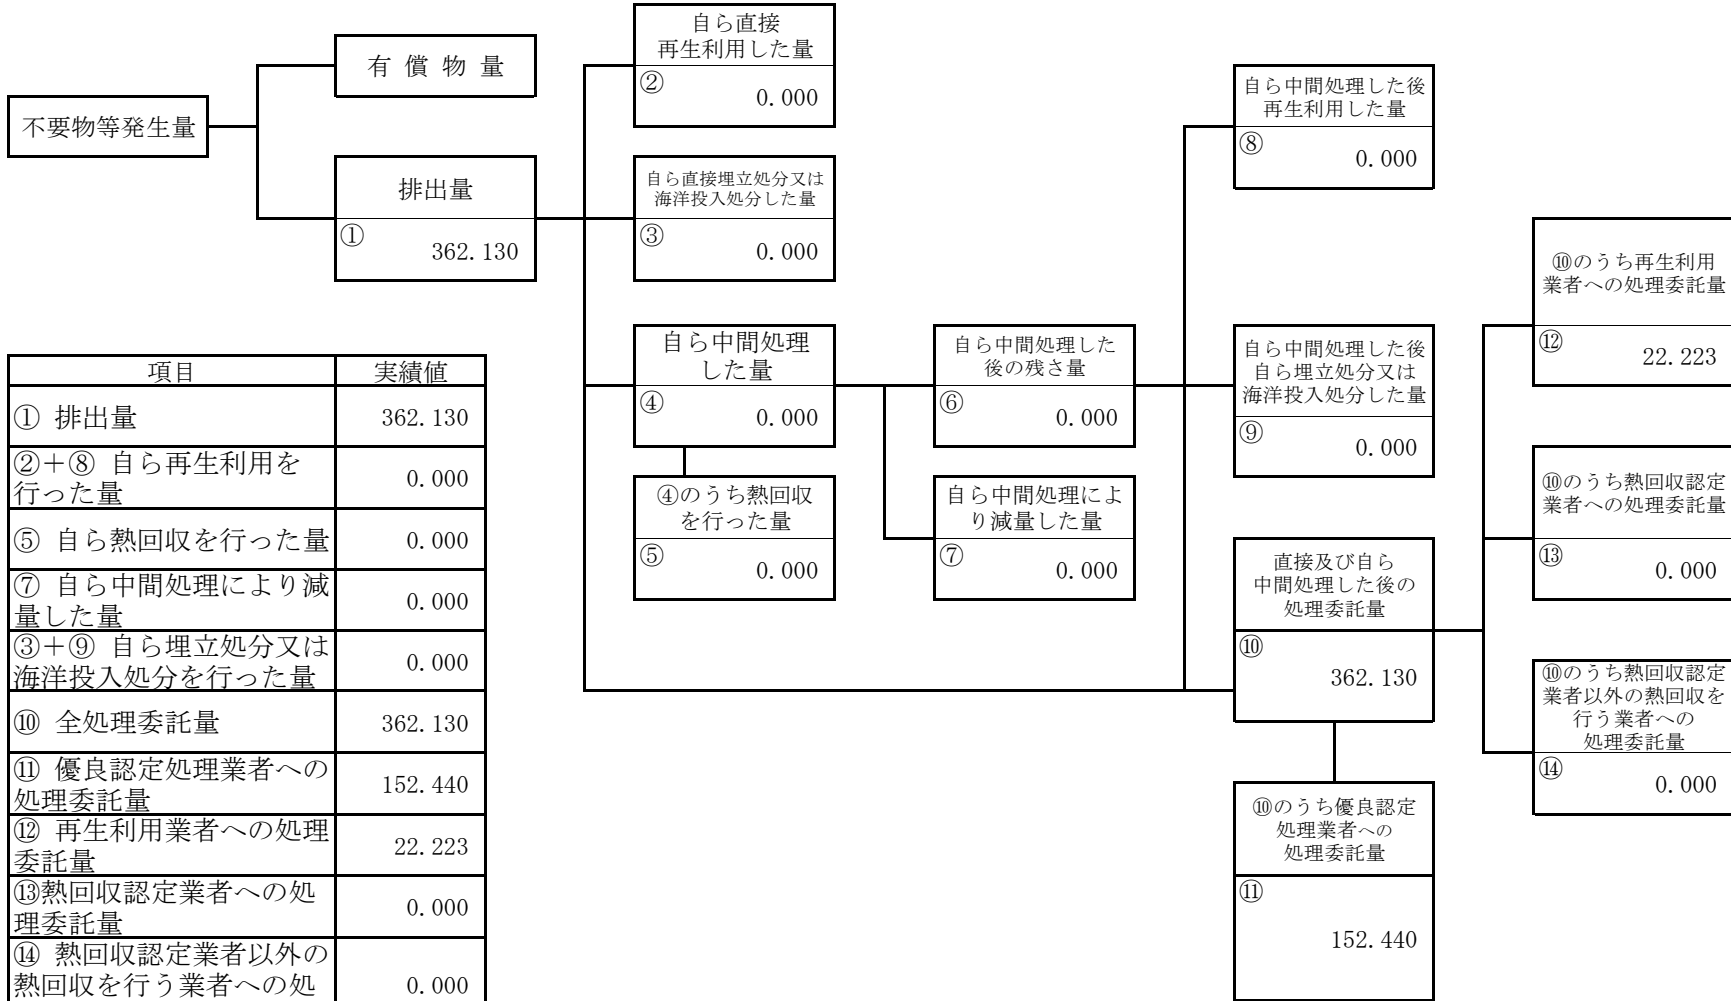 不要物等発生量
有 償 物 量
排出量
①
362.130
自ら直接
再生利用した量
②
0.000
自ら直接埋立処分又は
海洋投入処分した量
③
0.000
自ら中間処理
した量
④
0.000
④のうち熱回収
を行った量
⑤
0.000
自ら中間処理した
後の残さ量
⑥
0.000
自ら中間処理によ
り減量した量
⑦
0.000
自ら中間処理した後
再生利用した量
⑧
0.000
自ら中間処理した後
自ら埋立処分又は
海洋投入処分した量
⑨
0.000
直接及び自ら
中間処理した後の
処理委託量
⑩
362.130
⑩のうち優良認定
処理業者への
処理委託量
⑪
152.440
⑩のうち再生利用
業者への処理委託量
⑫
22.223
⑩のうち熱回収認定
業者への処理委託量
⑬
0.000
⑩のうち熱回収認定
業者以外の熱回収を
行う業者への
処理委託量
⑭
0.000
項目 実績値
① 排出量 362.130
②+⑧ 自ら再生利用を
行った量 0.000
⑤ 自ら熱回収を行った量 0.000
⑦ 自ら中間処理により減
量した量 0.000
③+⑨ 自ら埋立処分又は
海洋投入処分を行った量 0.000
⑩ 全処理委託量 362.130
⑪ 優良認定処理業者への
処理委託量 152.440
⑫ 再生利用業者への処理
委託量 22.223
⑬熱回収認定業者への処
理委託量 0.000
⑭ 熱回収認定業者以外の
熱回収を行う業者への処 0.000